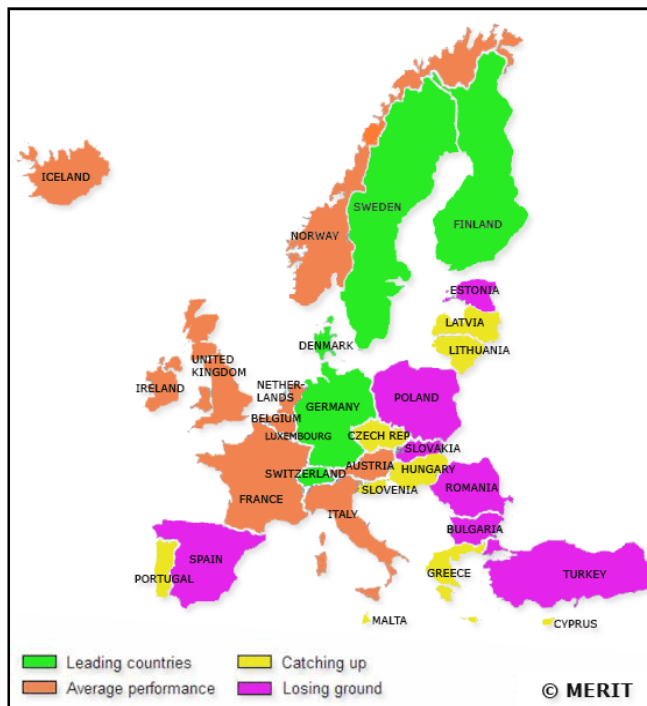 ICELAND
SWEDEN
NORWAY
FINLAND
ESTONIA
LATVIA
DENMARK
LITHUANIA
UNITED
KINGDOM
NETHER-
LANDS
IRELAND
GERMANY
POLAND
BELGIUM
LUXEMBOURG
CZECH REP
SLOVAKIA
AUSTRIA
HUNGARY
SWITZERLAND
SLOVENIA
ROMANIA
FRANCE
ITALY
BULGARIA
SPAIN
PORTUGAL
GREECE
TURKEY
MALTA
CYPRUS
Leading countries
Catching up
Average performance
Losing ground
© MERIT